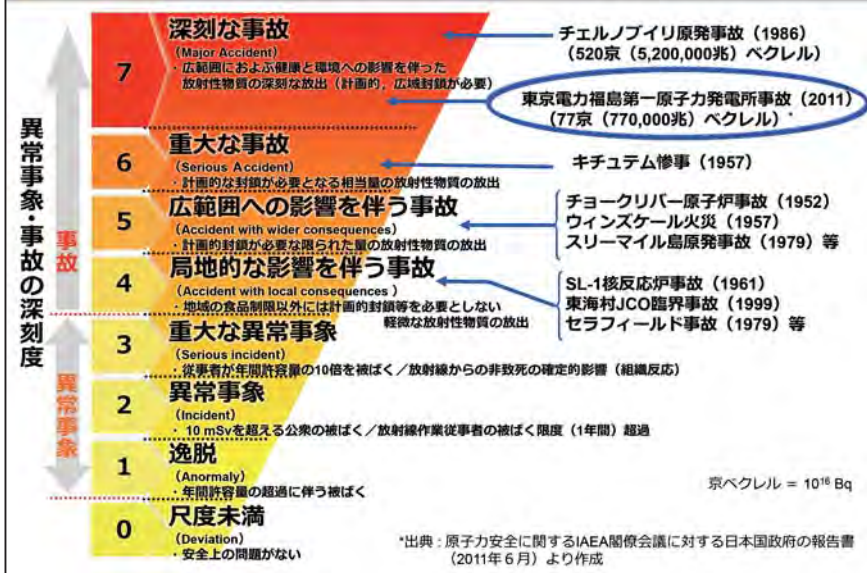 異常事象・事故の深刻度
事故
異常事象
7
深刻な事故
（Major Accident）
・広範囲におよぶ健康と環境への影響を伴った
放射性物質の深刻な放出（計画的，広域封鎖が必要）
チェルノブイリ原発事故（1986）
（520京（5,200,000兆）ベクレル）
東京電力福島第一原子力発電所事故（2011）
（77京（770,000兆）ベクレル）*
6
重大な事故
（Serious Accident）
・計画的な封鎖が必要となる相当量の放射性物質の放出
キチュテム惨事（1957）
5
広範囲への影響を伴う事故
（Accident with wider consequences）
・計画的封鎖が必要な限られた量の放射性物質の放出
チョークリバー原子炉事故（1952）
ウィンズケール火災（1957）
スリーマイル島原発事故（1979）等
4
局地的な影響を伴う事故
（Accident with local consequences ）
・地域の食品制限以外には計画的封鎖等を必要としない
軽微な放射性物質の放出
SL-1核反応炉事故（1961）
東海村JCO臨界事故（1999）
セラフィールド事故（1979）等
3
重大な異常事象
（Serious incident）
・従事者が年間許容量の10倍を被ばく／放射線からの非致死の確定的影響（組織反応）
2
異常事象
（Incident）
・10 mSvを超える公衆の被ばく／放射線作業従事者の被ばく限度（1年間）超過
1
逸脱
（Anormaly）
・年間許容量の超過に伴う被ばく
0
尺度未満
（Deviation）
・安全上の問題がない
京ベクレル = 10¹⁶ Bq
*出典：原子力安全に関するIAEA閣僚会議に対する日本国政府の報告書
（2011年６月）より作成